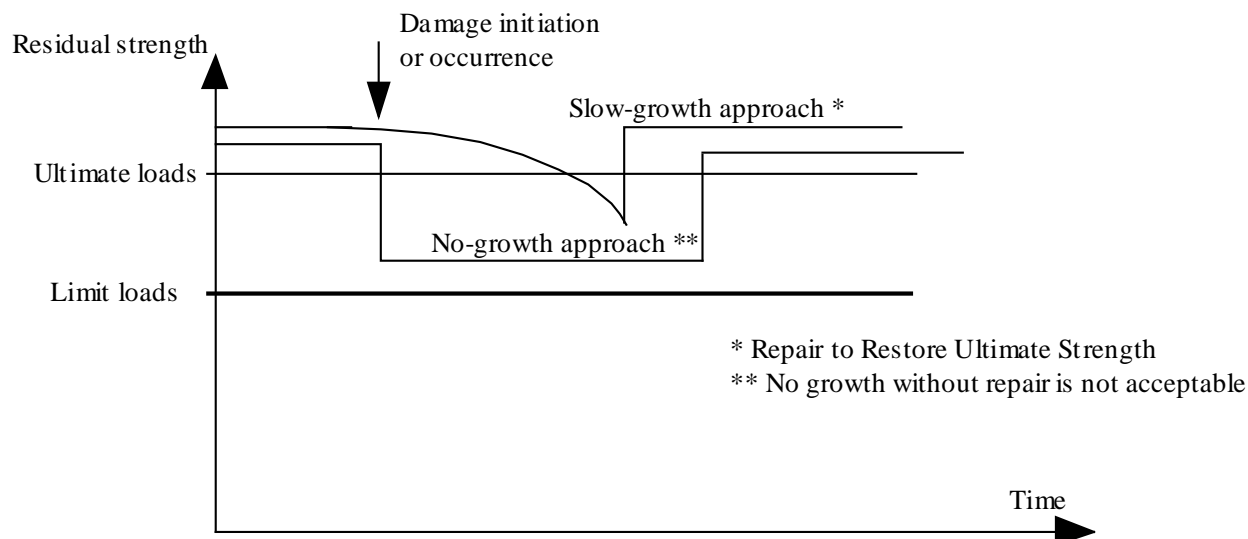 Damage initiation
or occurrence
Residual strength
Slow-growth approach *
Ultimate loads
No-growth approach **
Limit loads
* Repair to Restore Ultimate Strength
** No growth without repair is not acceptable
Time